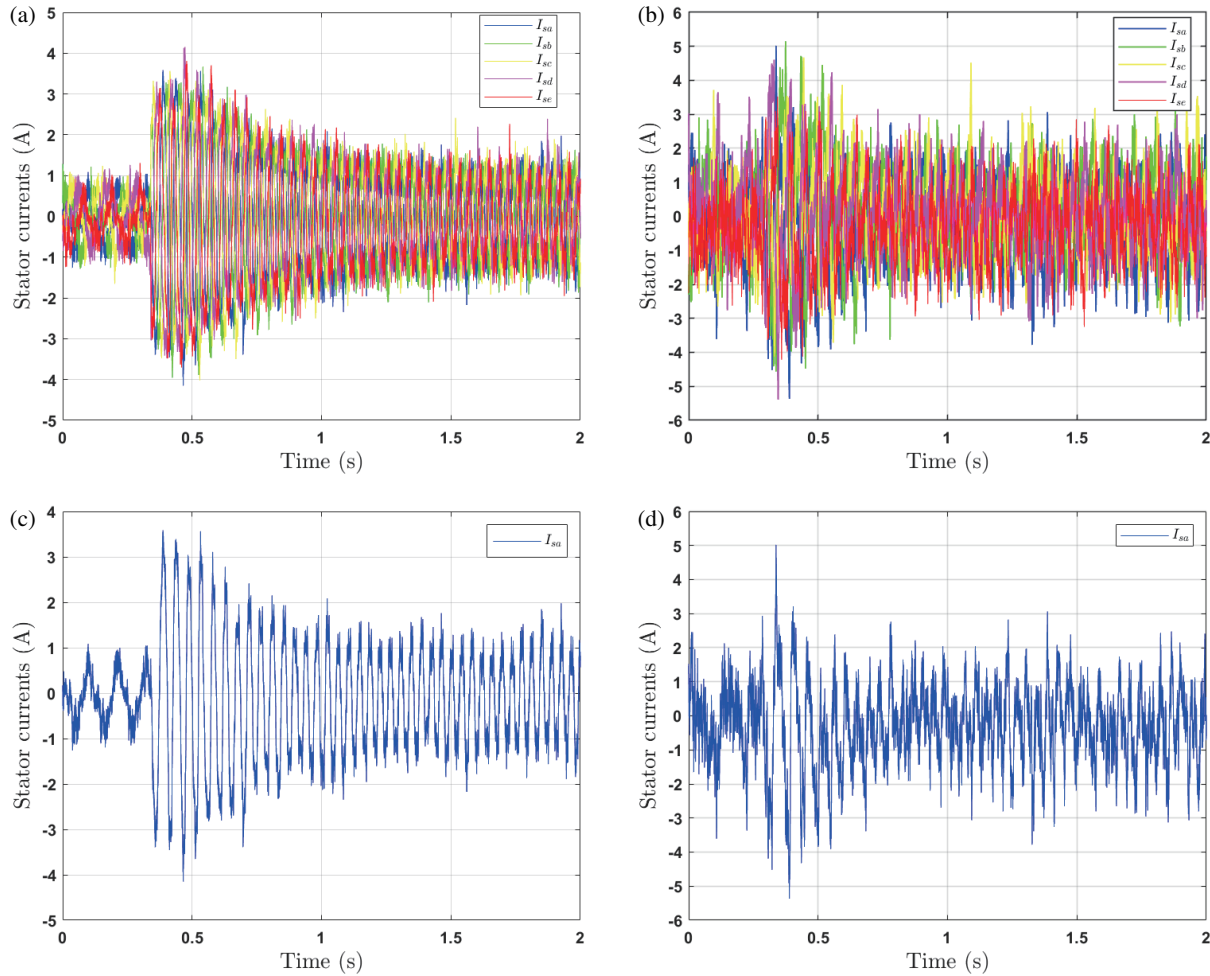 (a)
5
4
3
2
1
0
-1
-2
-3
-4
-5
Stator currents (A)
0 0.5 1 1.5 2
Time (s)
I_sa
I_sb
I_sc
I_sd
I_se
(b)
6
5
4
3
2
1
0
-1
-2
-3
-4
-5
-6
Stator currents (A)
0 0.5 1 1.5 2
Time (s)
I_sa
I_sb
I_sc
I_sd
I_se
(c)
4
3
2
1
0
-1
-2
-3
-4
-5
Stator currents (A)
0 0.5 1 1.5 2
Time (s)
I_sa
(d)
6
5
4
3
2
1
0
-1
-2
-3
-4
-5
-6
Stator currents (A)
0 0.5 1 1.5 2
Time (s)
I_sa